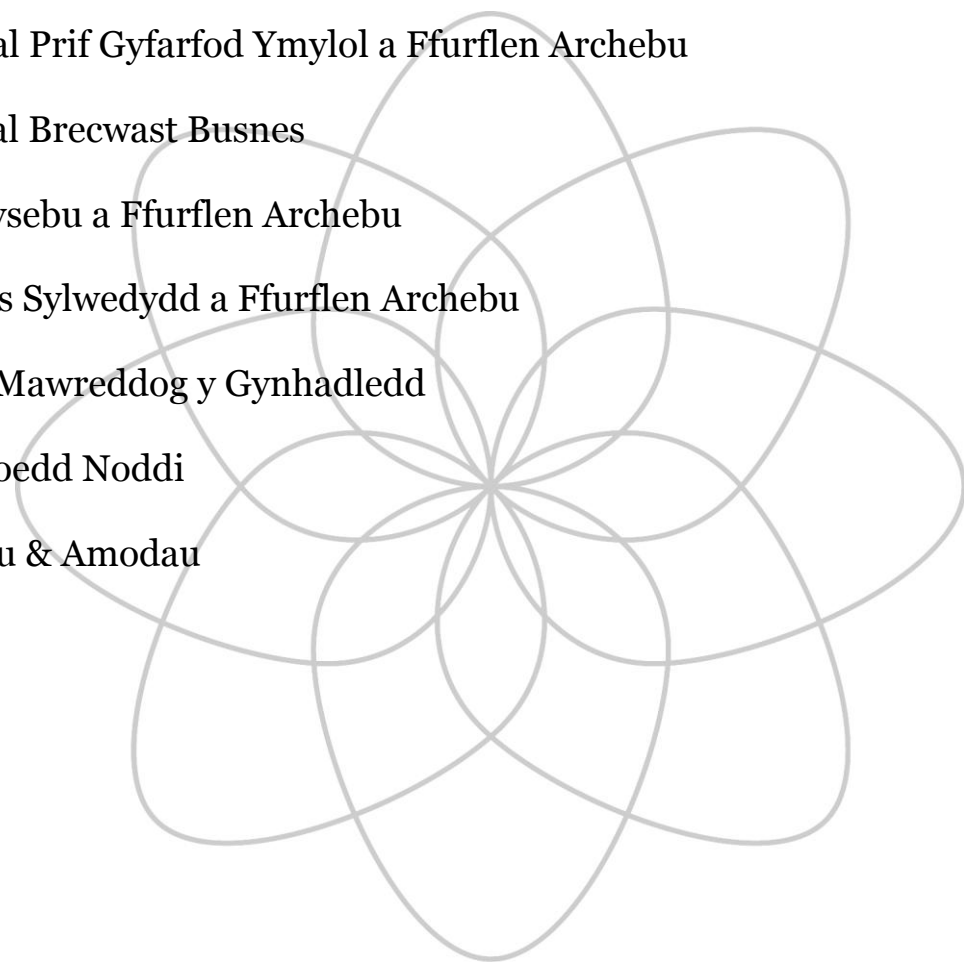 al Prif Gyfarfod Ymylol a Ffurflen Archebu
al Brecwast Busnes
ysebu a Ffurflen Archebu
s Sylwedydd a Ffurflen Archebu
Mawreddog y Gynhadledd
oedd Noddi
u & Amodau